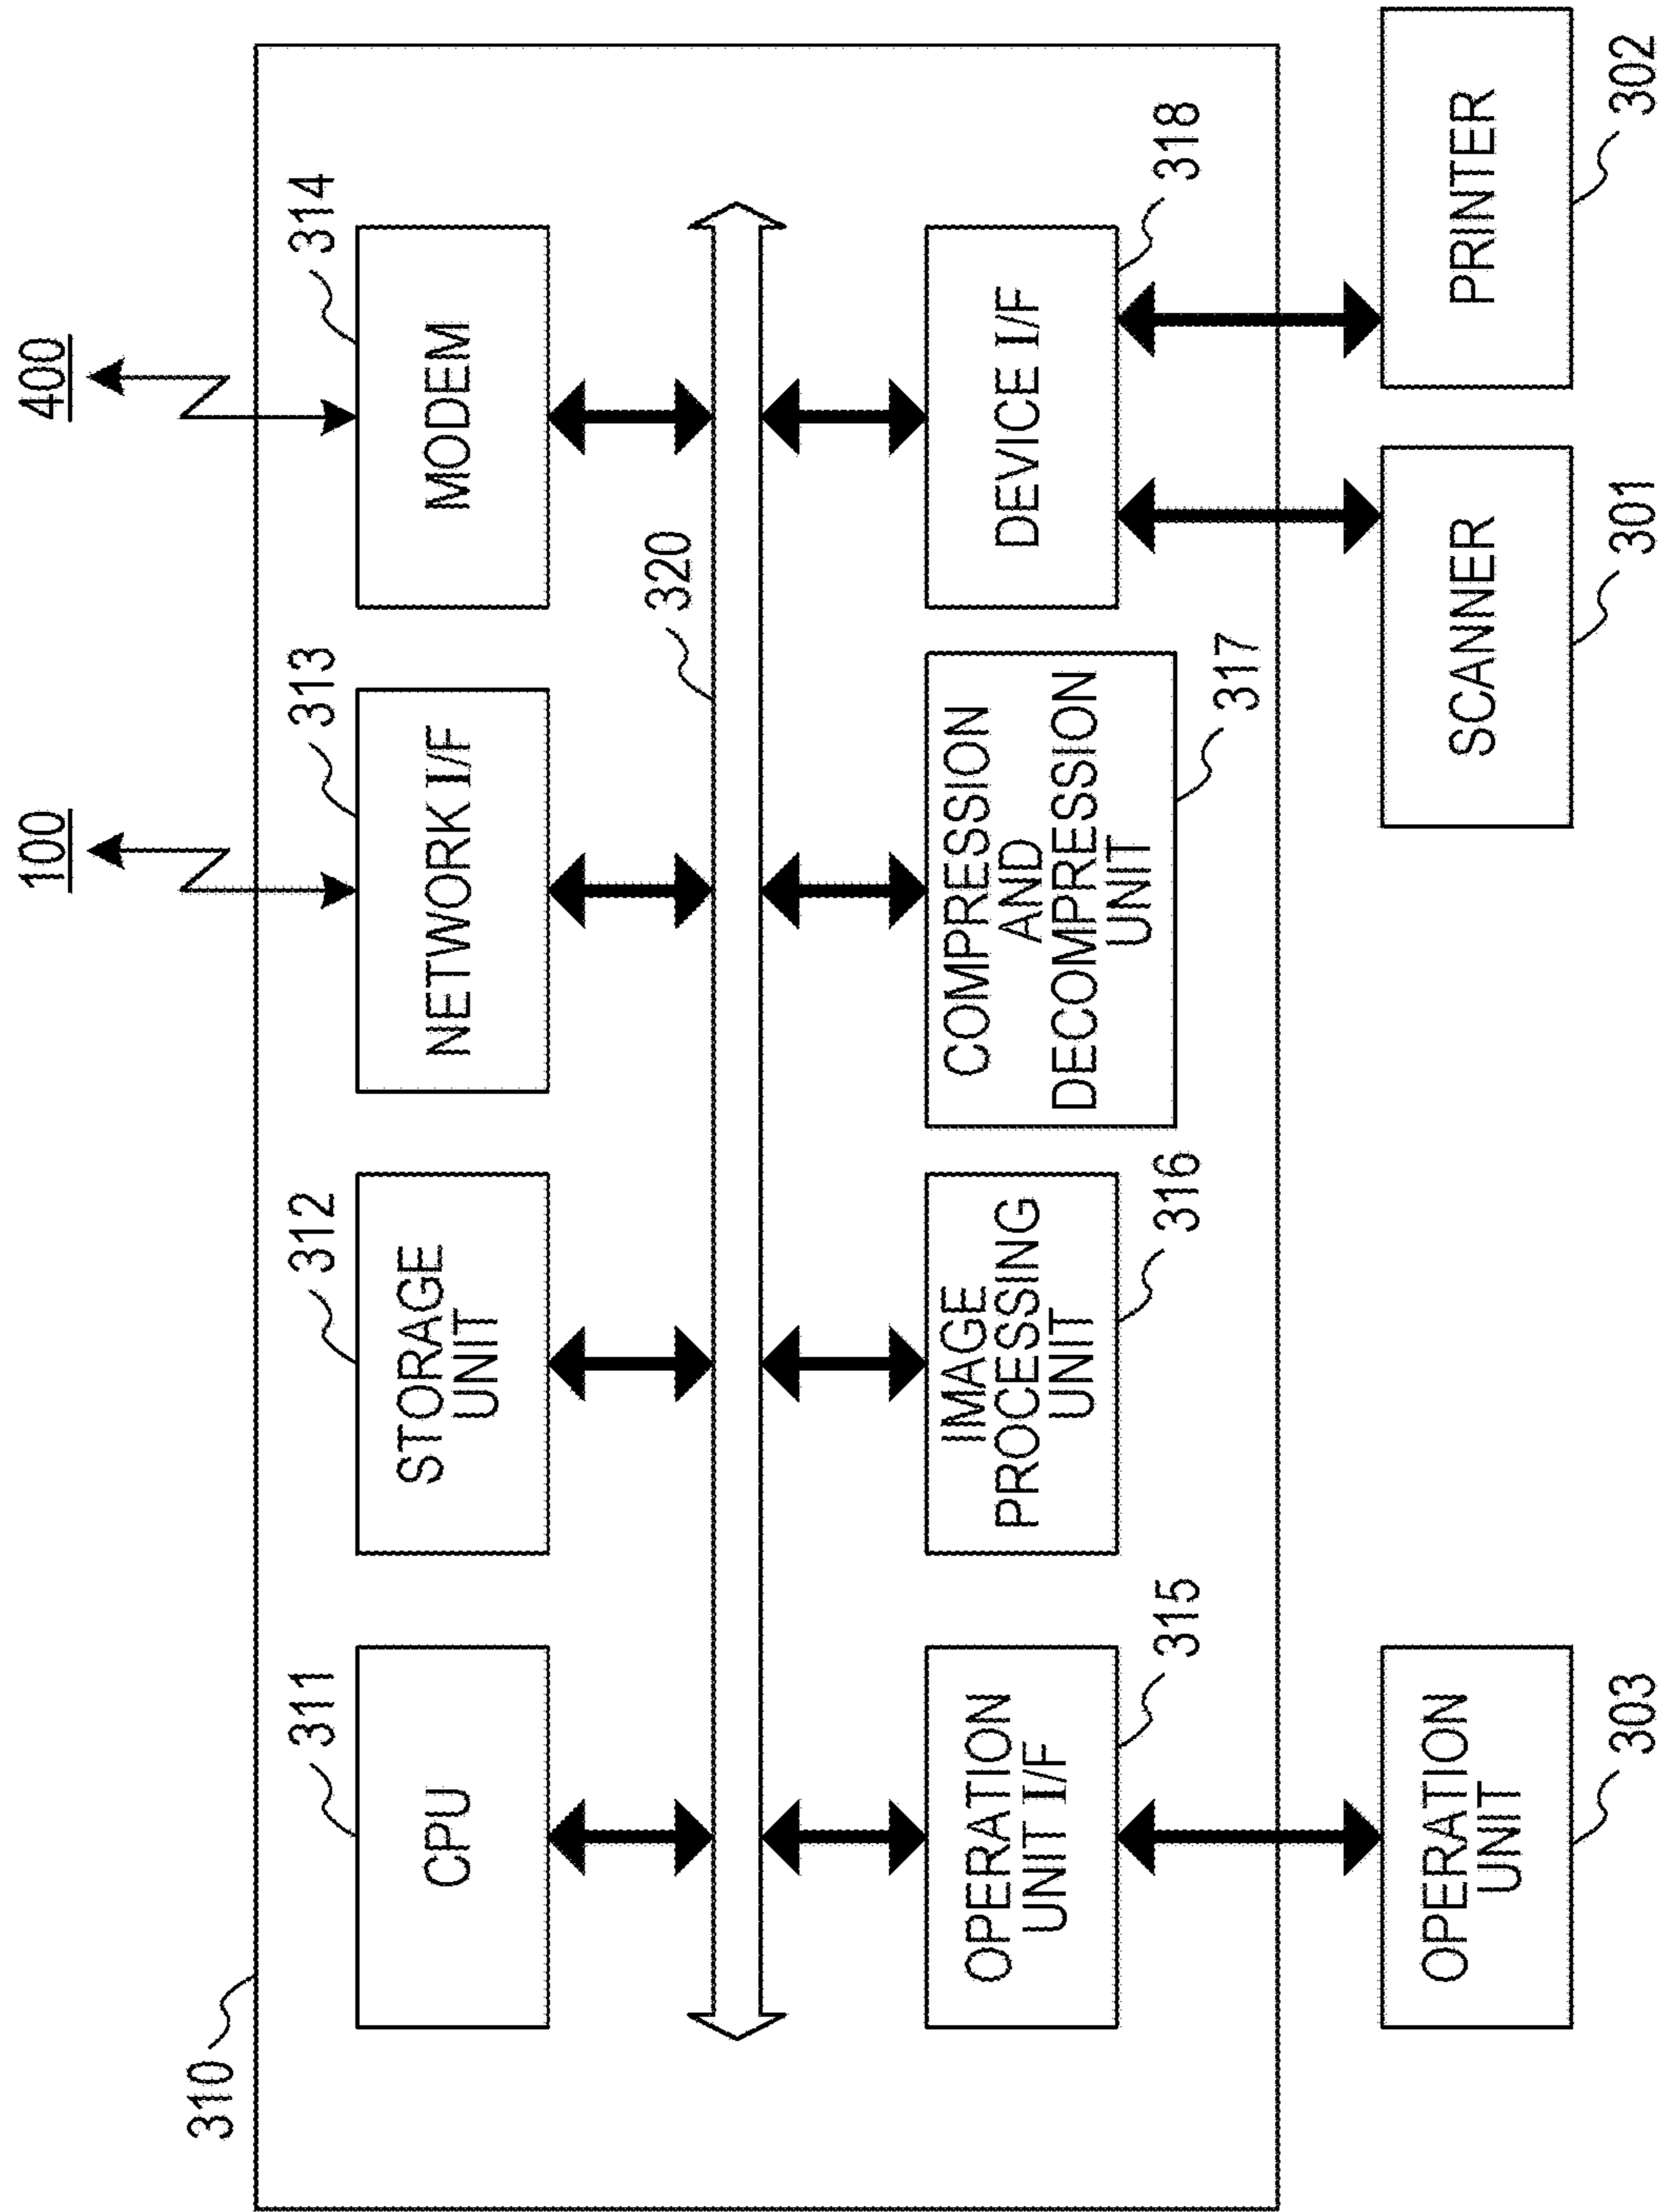 100
400
310
311
312
313
314
CPU
STORAGE
UNIT
NETWORK I/F
MODEM
320
OPERATION
UNIT I/F
IMAGE
PROCESSING
UNIT
COMPRESSION
AND
DECOMPRESSION
UNIT
DEVICE I/F
315
316
317
318
OPERATION
UNIT
SCANNER
PRINTER
303
301
302